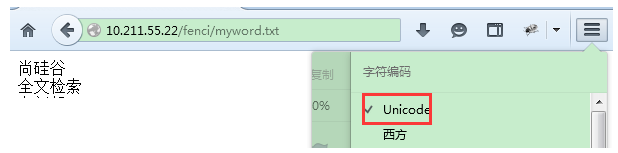 10.211.55.22/fenci/myword.txt
尚硅谷
全文检索
复制
字符编码
0%
Unicode
西方